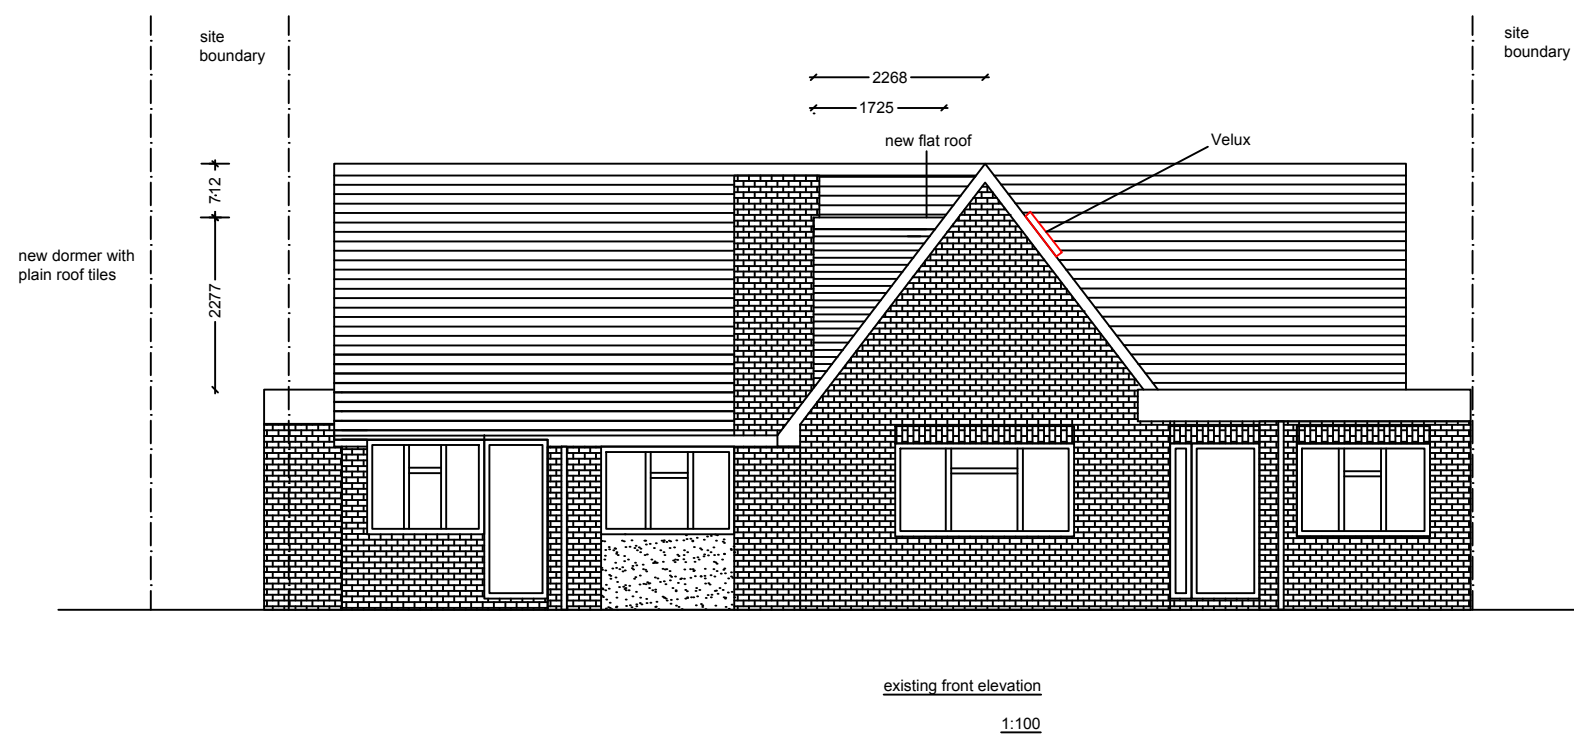 site
boundary
site
boundary
2268
1725
new flat roof
Velux
712
new dormer with
plain roof tiles
2277
existing front elevation
1:100